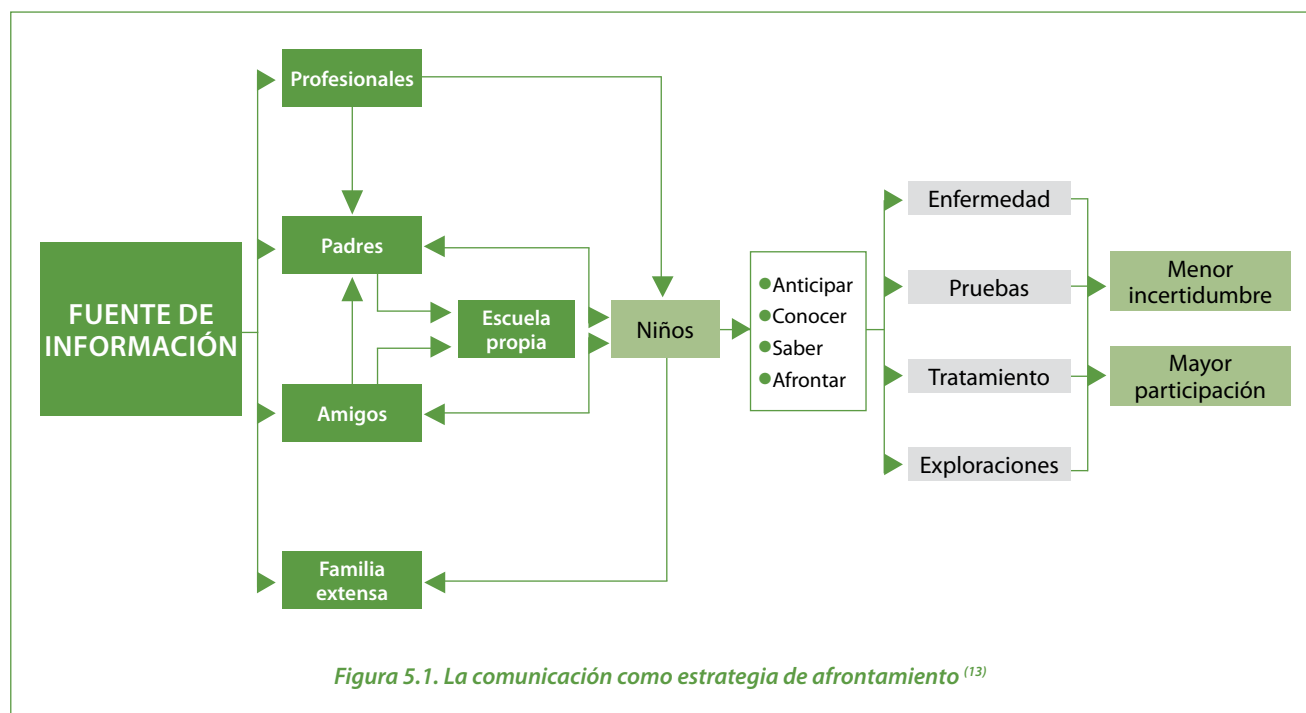 Profesionales
Padres
FUENTE DE
INFORMACIÓN
Escuela
propia
Amigos
Familia
extensa
Niños
●Anticipar
●Conocer
●Saber
●Afrontar
Enfermedad
Pruebas
Tratamiento
Exploraciones
Menor
incertidumbre
Mayor
participación
Figura 5.1. La comunicación como estrategia de afrontamiento (13)